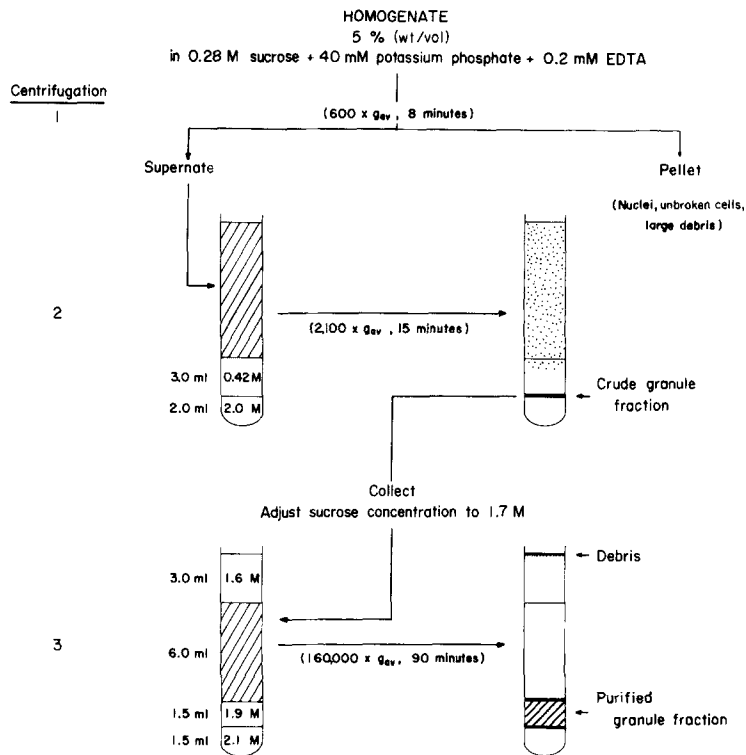 HOMOGENATE
5 % (wt/vol)
in 0.28 M sucrose + 40 mM potassium phosphate + 0.2 mM EDTA
Centrifugation
1
(600 x gav, 8 minutes)
Supernate
Pellet
(Nuclei, unbroken cells,
large debris)
2
(2,100 x gav, 15 minutes)
3.0 ml
0.42 M
2.0 ml
2.0 M
Crude granule
fraction
Collect
Adjust sucrose concentration to 1.7 M
3.0 ml
1.6 M
Debris
3
6.0 ml
(160,000 x gav, 90 minutes)
1.5 ml
1.9 M
1.5 ml
2.1 M
Purified
granule fraction